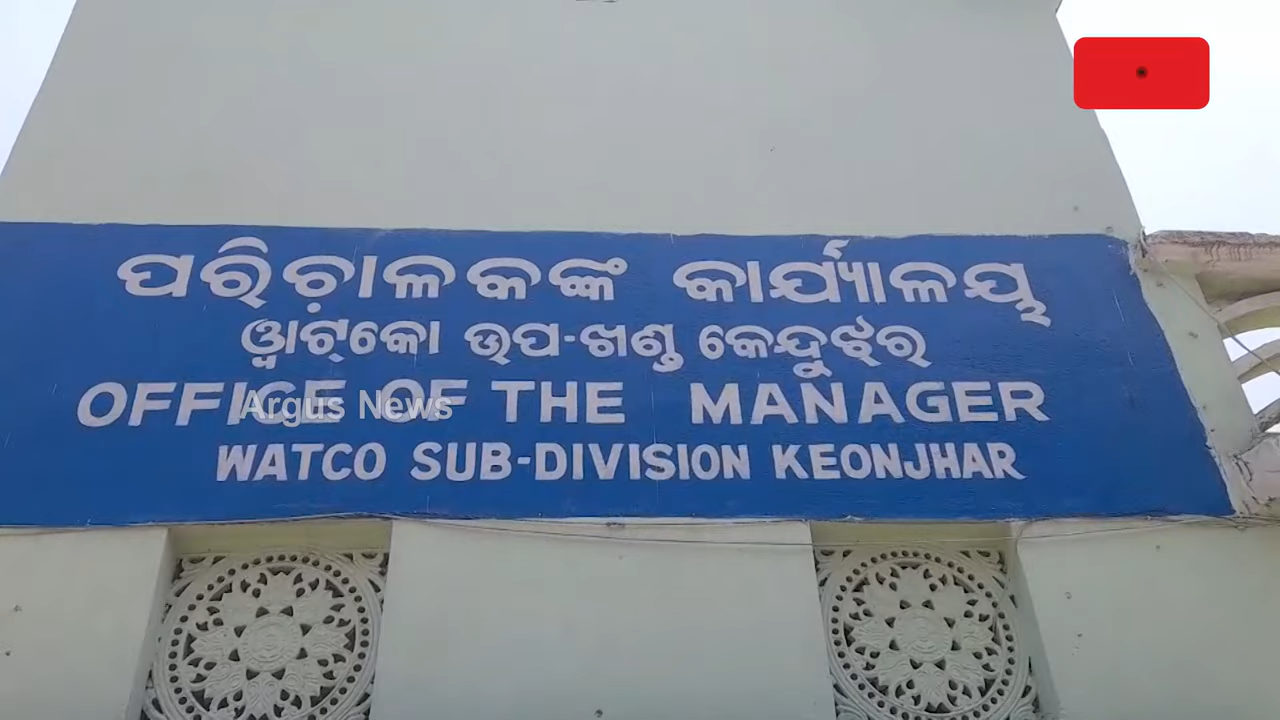 ପରିଚାଳକଙ୍କ କାର୍ଯ୍ୟାଳୟ
ୱାଟ୍‌କୋ ଉପ-ଖଣ୍ଡ କେନ୍ଦୁଝର
OFFICE OF THE MANAGER
Argus News
WATCO SUB-DIVISION KEONJHAR